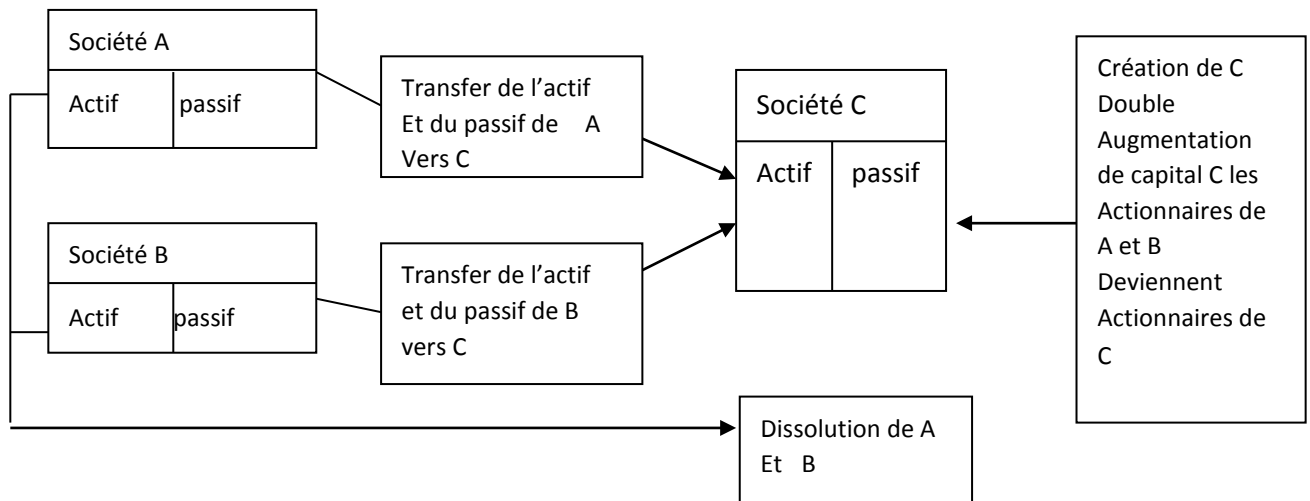 Société A
Actif passif
Transfer de l’actif
Et du passif de A
Vers C
Société B
Actif passif
Transfer de l’actif
et du passif de B
vers C
Société C
Actif passif
Création de C
Double
Augmentation
de capital C les
Actionnaires de
A et B
Deviennent
Actionnaires de
C
Dissolution de A
Et B